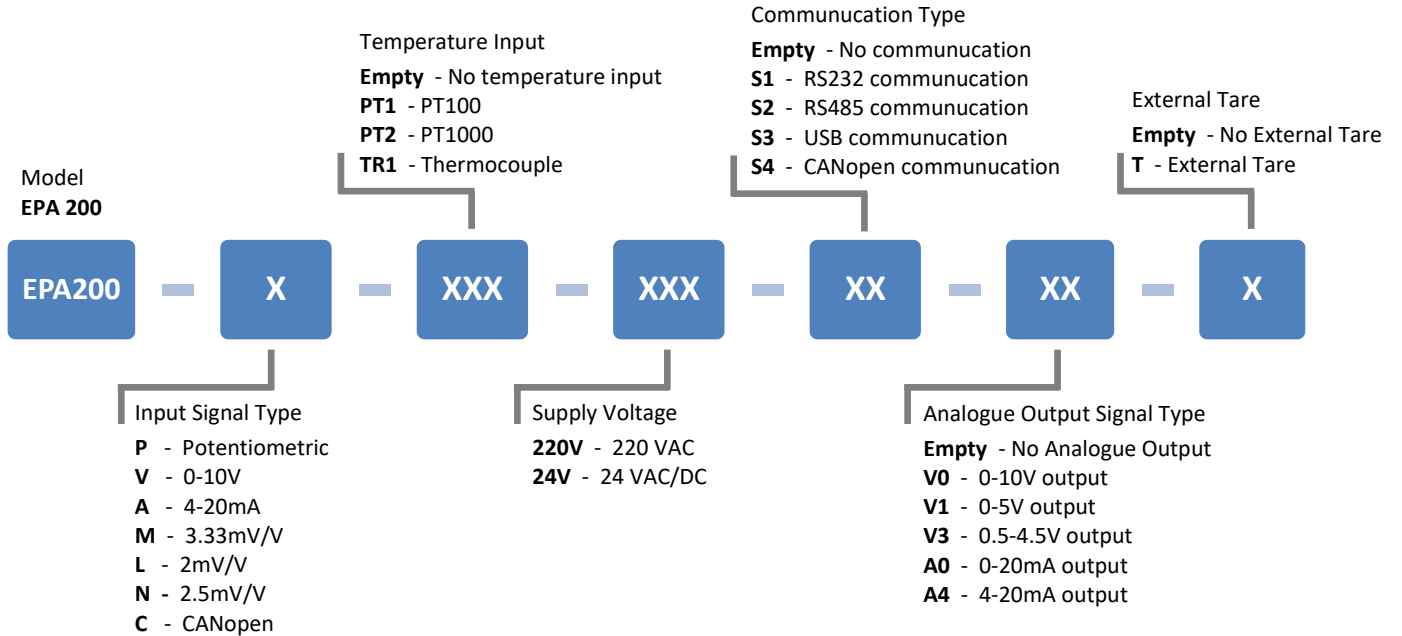 Communucation Type
Empty - No communucation
S1 - RS232 communucation
S2 - RS485 communucation
S3 - USB communucation
S4 - CANopen communucation
Temperature Input
Empty - No temperature input
PT1 - PT100
PT2 - PT1000
TR1 - Thermocouple
External Tare
Empty - No External Tare
T - External Tare
Model
EPA 200
EPA200 - X - XXX - XXX - XX - XX - X
Input Signal Type
P - Potentiometric
V - 0-10V
A - 4-20mA
M - 3.33mV/V
L - 2mV/V
N - 2.5mV/V
C - CANopen
Supply Voltage
220V - 220 VAC
24V - 24 VAC/DC
Analogue Output Signal Type
Empty - No Analogue Output
V0 - 0-10V output
V1 - 0-5V output
V3 - 0.5-4.5V output
A0 - 0-20mA output
A4 - 4-20mA output